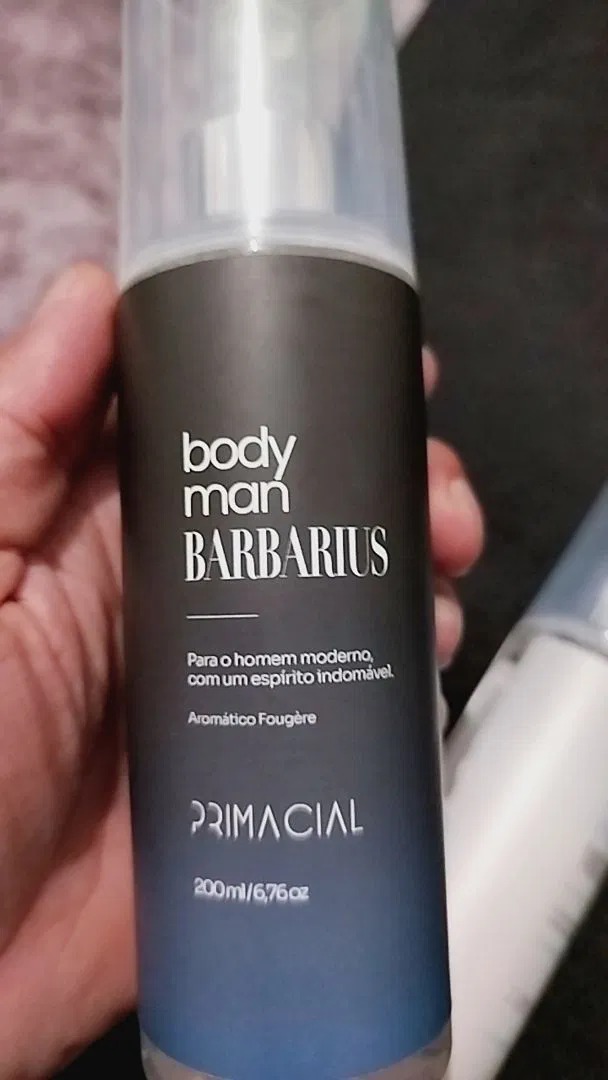 body
man
BARBARIUS
Para o homem moderno,
com um espírito indomável.
Aromático Fougère
PRIMACIAL
200ml/6,76oz